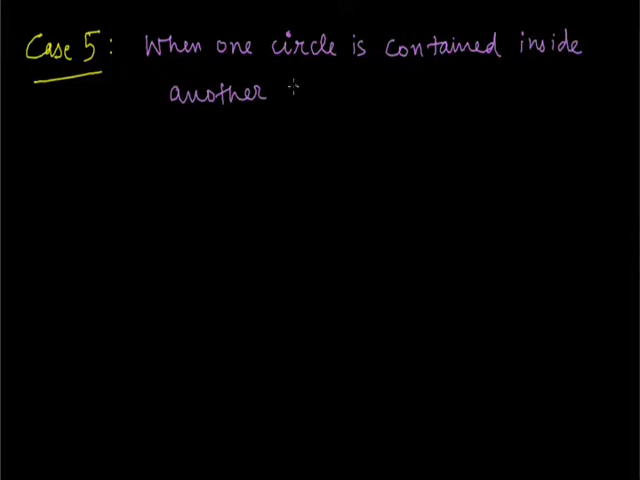 Case 5: When one circle is contained inside
another